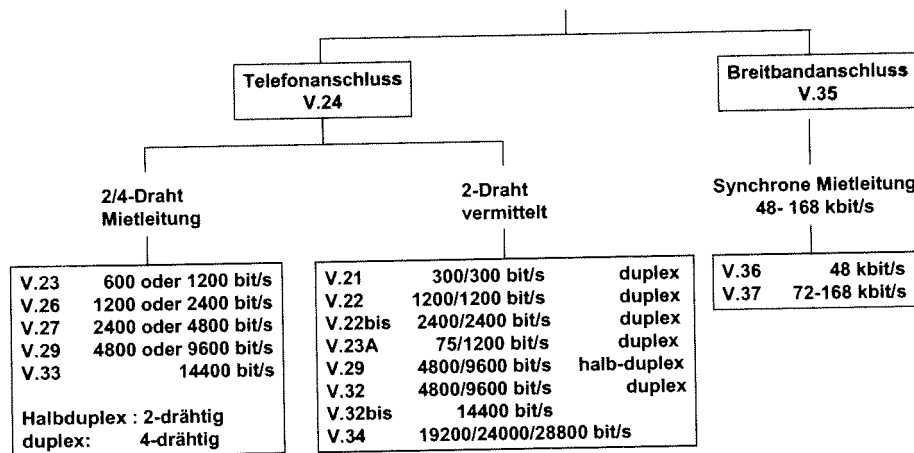 Telefonanschluss
V.24
Breitbandanschluss
V.35
2/4-Draht
Mietleitung
2-Draht
vermittelt
Synchrone Mietleitung
48- 168 kbit/s
V.23 600 oder 1200 bit/s
V.26 1200 oder 2400 bit/s
V.27 2400 oder 4800 bit/s
V.29 4800 oder 9600 bit/s
V.33 14400 bit/s
Halbduplex : 2-drähtig
duplex: 4-drähtig
V.21 300/300 bit/s duplex
V.22 1200/1200 bit/s duplex
V.22bis 2400/2400 bit/s duplex
V.23A 75/1200 bit/s duplex
V.29 4800/9600 bit/s halb-duplex
V.32 4800/9600 bit/s duplex
V.32bis 14400 bit/s
V.34 19200/24000/28800 bit/s
V.36 48 kbit/s
V.37 72-168 kbit/s